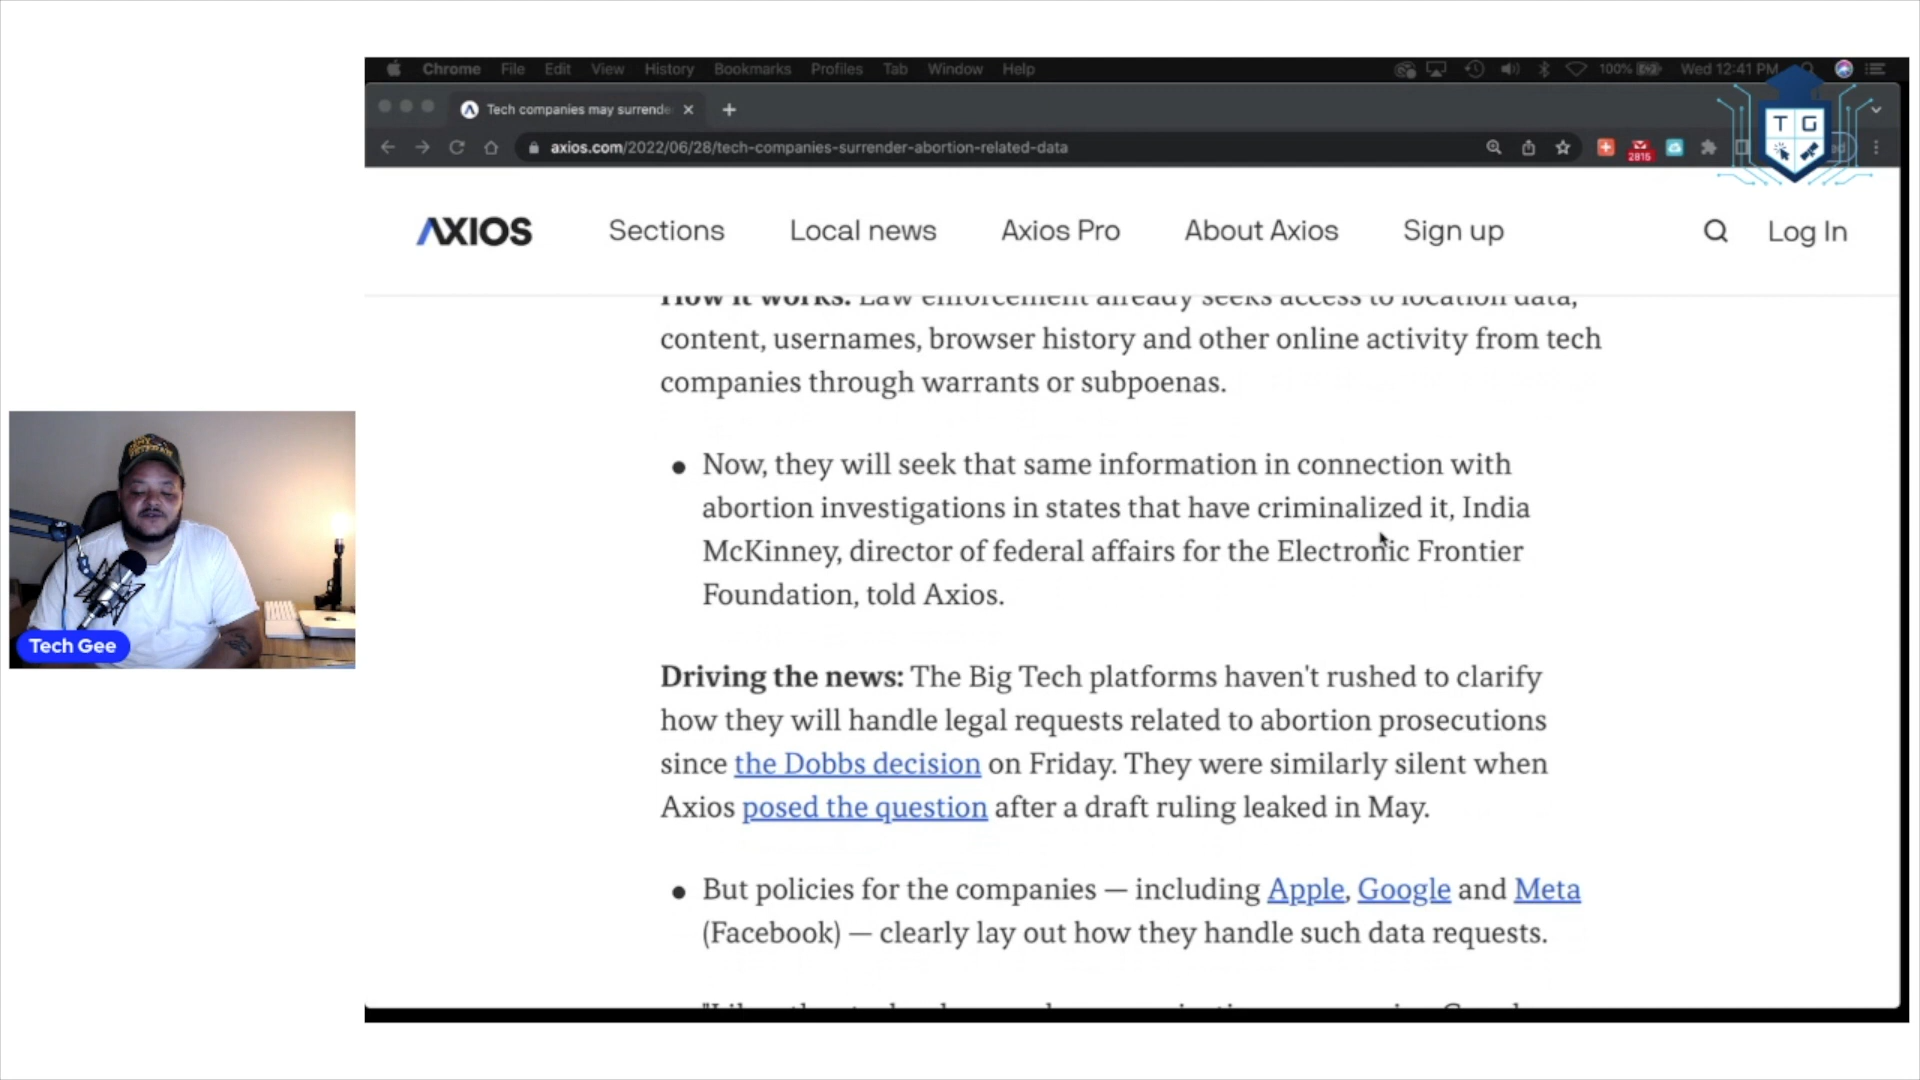 Chrome File Edit View History Bookmarks Profiles Tab Window Help 100% Wed 12:41 PM
Tech companies may surrende
axios.com/2022/06/28/tech-companies-surrender-abortion-related-data
2815
T G
AXIOS Sections Local news Axios Pro About Axios Sign up Log In
How it works: Law enforcement already seeks access to location data,
content, usernames, browser history and other online activity from tech
companies through warrants or subpoenas.
• Now, they will seek that same information in connection with
abortion investigations in states that have criminalized it, India
McKinney, director of federal affairs for the Electronic Frontier
Foundation, told Axios.
Tech Gee
Driving the news: The Big Tech platforms haven't rushed to clarify
how they will handle legal requests related to abortion prosecutions
since the Dobbs decision on Friday. They were similarly silent when
Axios posed the question after a draft ruling leaked in May.
• But policies for the companies — including Apple, Google and Meta
(Facebook) — clearly lay out how they handle such data requests.